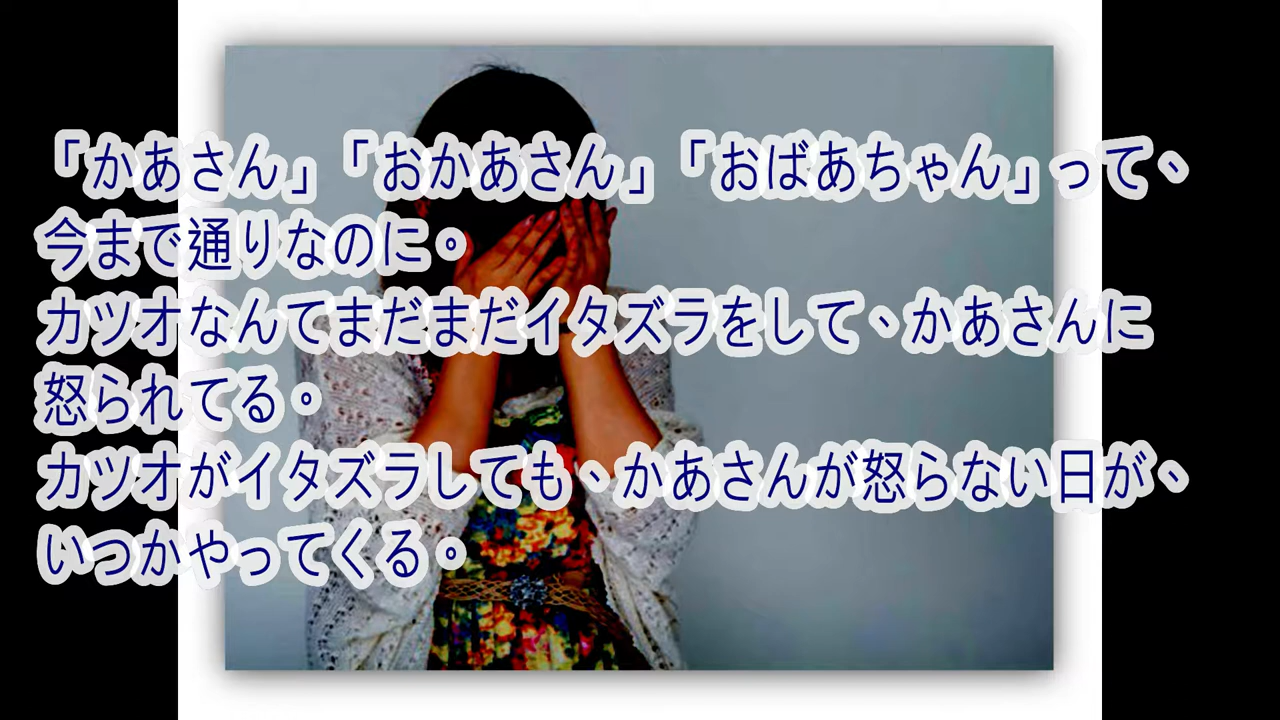 「かあさん」「おかあさん」「おばあちゃん」って、
今まで通りなのに。
カツオなんてまだまだイタズラをして、かあさんに
怒られてる。
カツオがイタズラしても、かあさんが怒らない日が、
いつかやってくる。